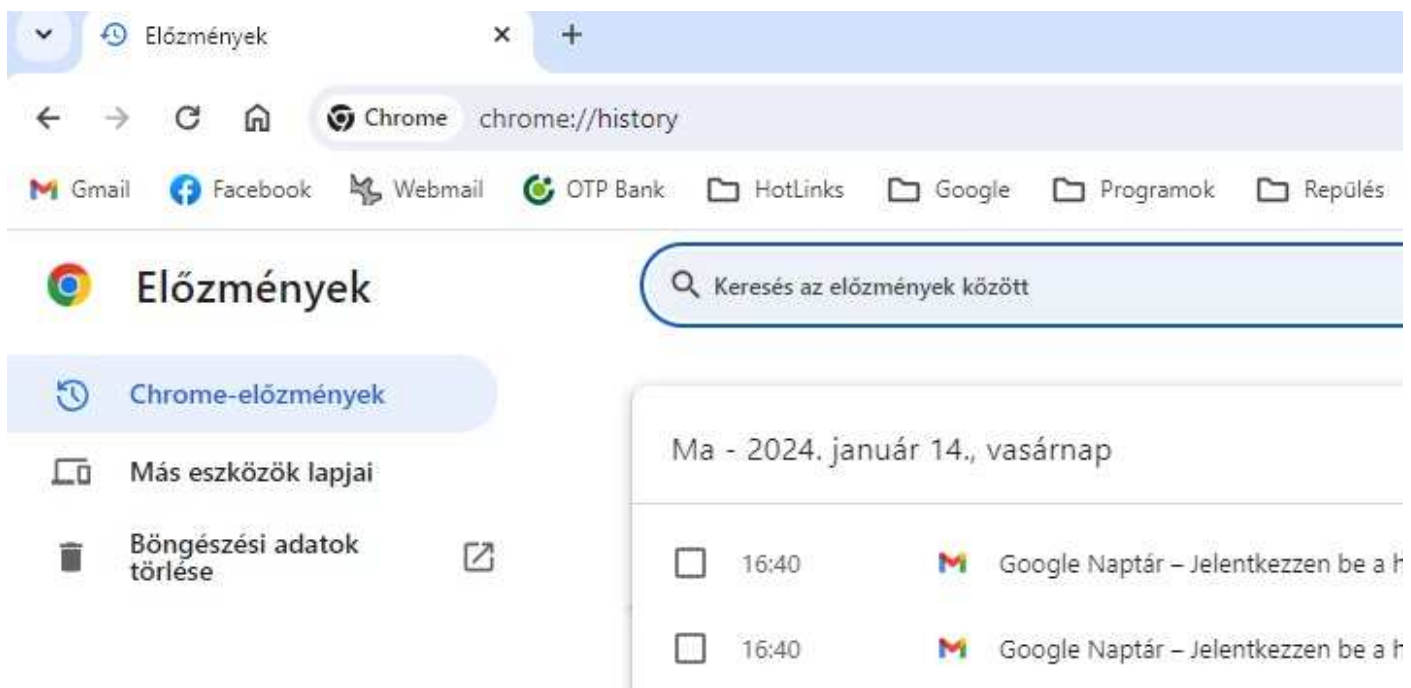 Előzmények
Chrome chrome://history
Gmail Facebook Webmail OTP Bank HotLinks Google Programok Repülés
Előzmények
Keresés az előzmények között
Chrome-előzmények
Más eszközök lapjai
Böngészési adatok
törlése
Ma - 2024. január 14., vasárnap
16:40 Google Naptár – Jelentkezzen be a
16:40 Google Naptár – Jelentkezzen be a